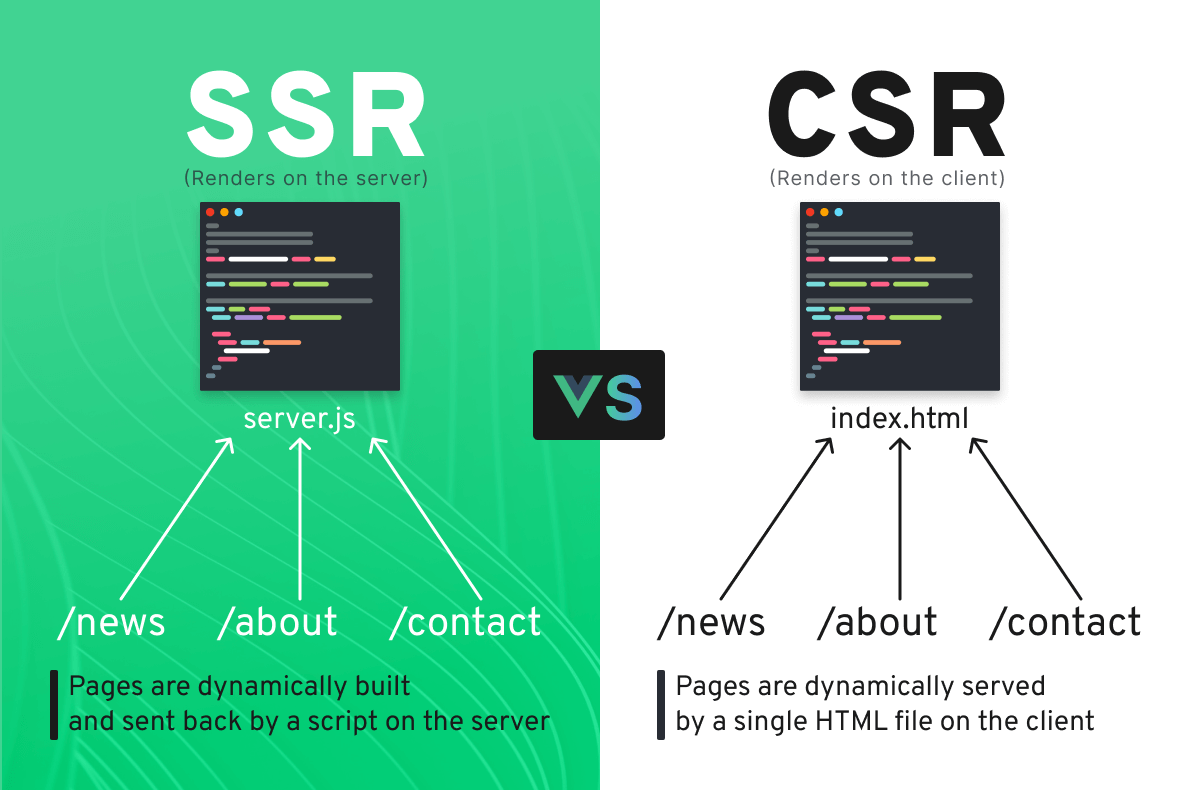 SSR
(Renders on the server)
server.js
/news
/about
/contact
Pages are dynamically built
and sent back by a script on the server
VS
CSR
(Renders on the client)
index.html
/news
/about
/contact
Pages are dynamically served
by a single HTML file on the client